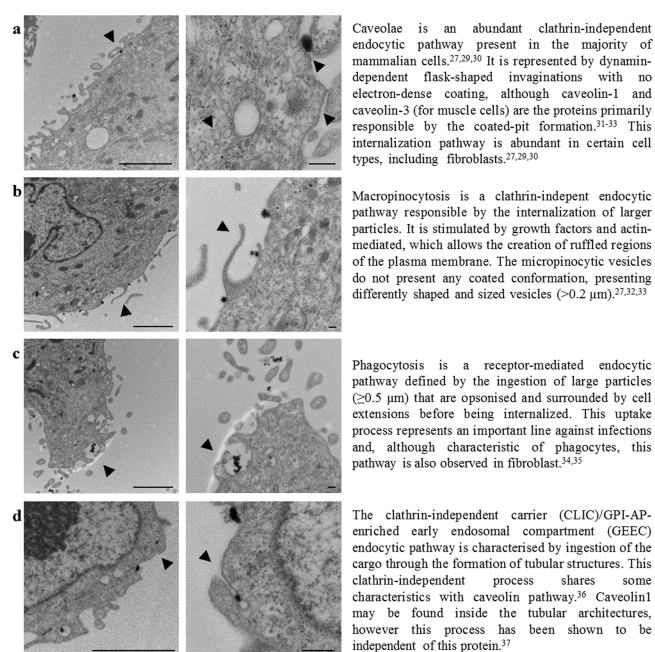 a
Caveolae is an abundant clathrin-independent
endocytic pathway present in the majority of
mammalian cells.27,29,30 It is represented by dynamin-
dependent flask-shaped invaginations with no
electron-dense coating, although caveolin-1 and
caveolin-3 (for muscle cells) are the proteins primarily
responsible by the coated-pit formation.31-33 This
internalization pathway is abundant in certain cell
types, including fibroblasts.27,29,30
b
Macropinocytosis is a clathrin-indepent endocytic
pathway responsible by the internalization of larger
particles. It is stimulated by growth factors and actin-
mediated, which allows the creation of ruffled regions
of the plasma membrane. The micropinocytic vesicles
do not present any coated conformation, presenting
differently shaped and sized vesicles (>0.2 μm).27,32,33
c
Phagocytosis is a receptor-mediated endocytic
pathway defined by the ingestion of large particles
(≥0.5 μm) that are opsonised and surrounded by cell
extensions before being internalized. This uptake
process represents an important line against infections
and, although characteristic of phagocytes, this
pathway is also observed in fibroblast.34,35
d
The clathrin-independent carrier (CLIC)/GPI-AP-
enriched early endosomal compartment (GEEC)
endocytic pathway is characterised by ingestion of the
cargo through the formation of tubular structures. This
clathrin-independent process shares some
characteristics with caveolin pathway.36 Caveolin1
may be found inside the tubular architectures,
however this process has been shown to be
independent of this protein.37